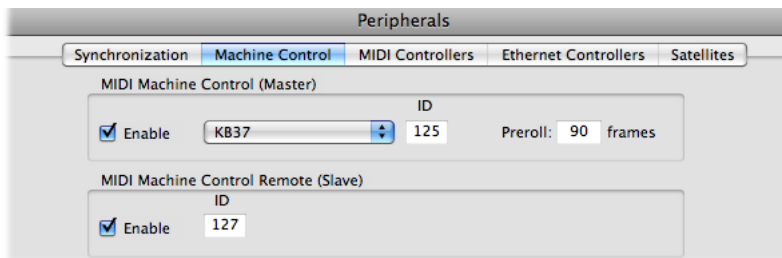 Peripherals
Synchronization Machine Control MIDI Controllers Ethernet Controllers Satellites
MIDI Machine Control (Master)
ID
Enable KB37 125 Preroll: 90 frames
MIDI Machine Control Remote (Slave)
ID
Enable 127